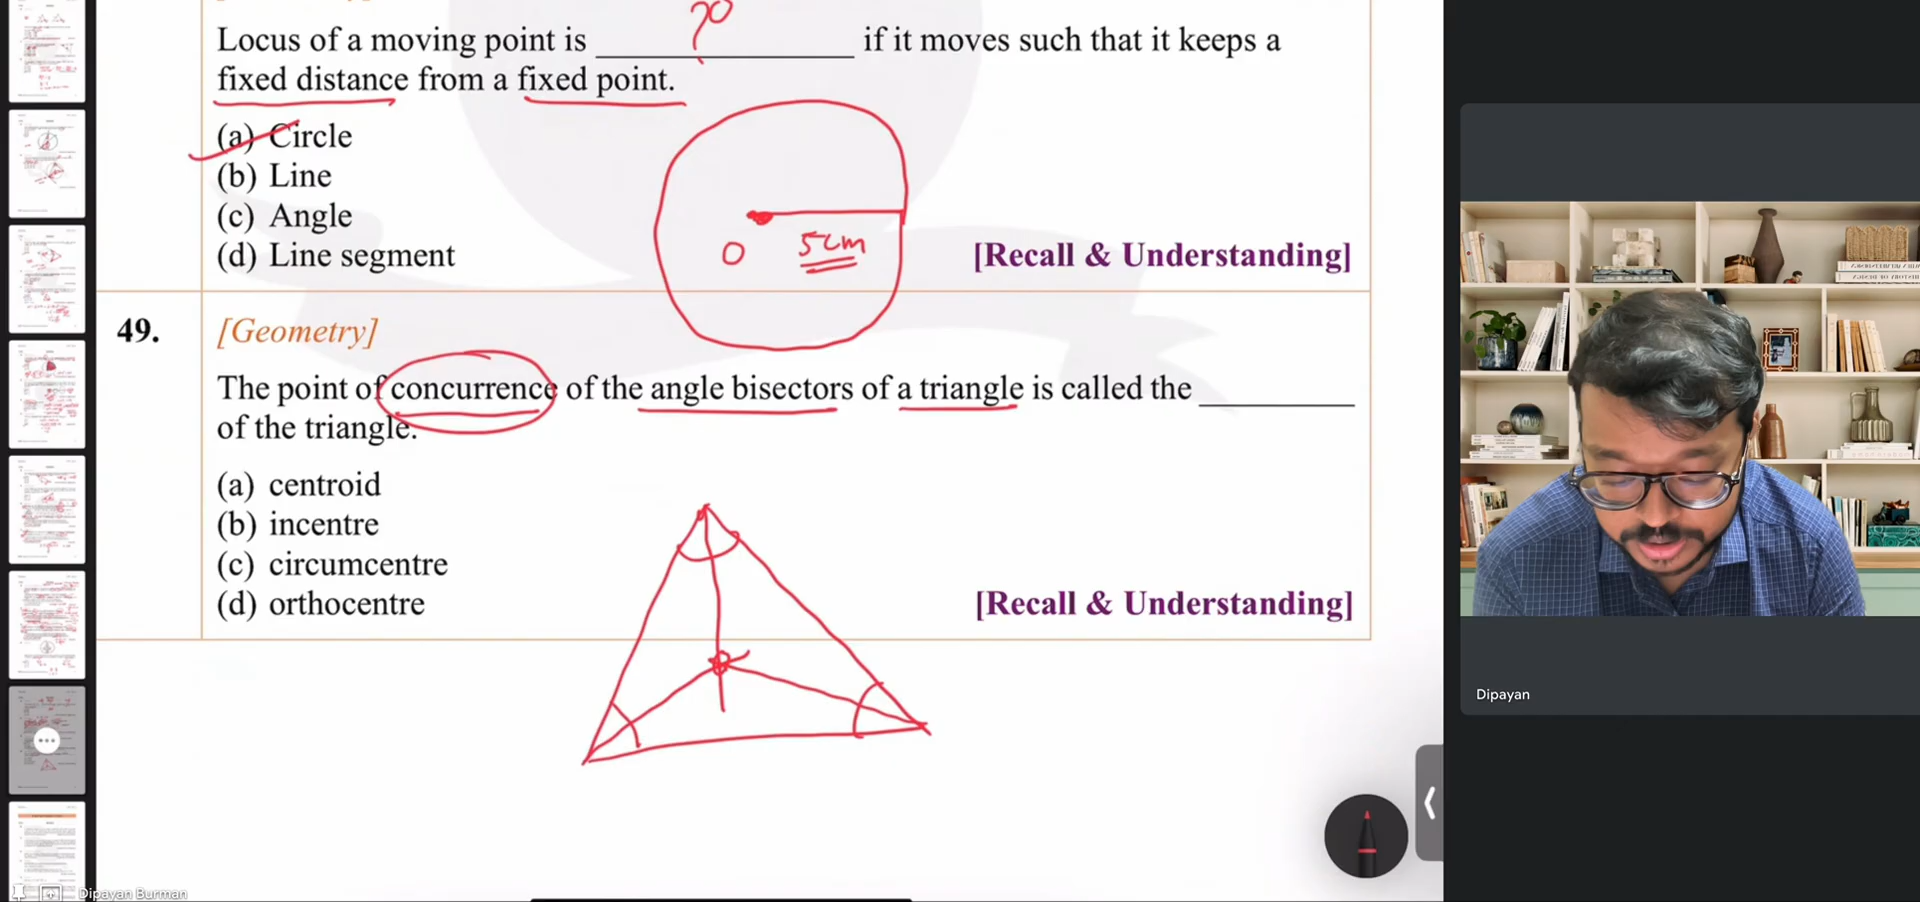 Locus of a moving point is ____________ if it moves such that it keeps a
fixed distance from a fixed point.
(a) Circle
(b) Line
(c) Angle
(d) Line segment
O 5cm
[Recall & Understanding]
49.
[Geometry]
The point of concurrence of the angle bisectors of a triangle is called the ________
of the triangle.
(a) centroid
(b) incentre
(c) circumcentre
(d) orthocentre
[Recall & Understanding]
Dipayan
Dipayan Burman